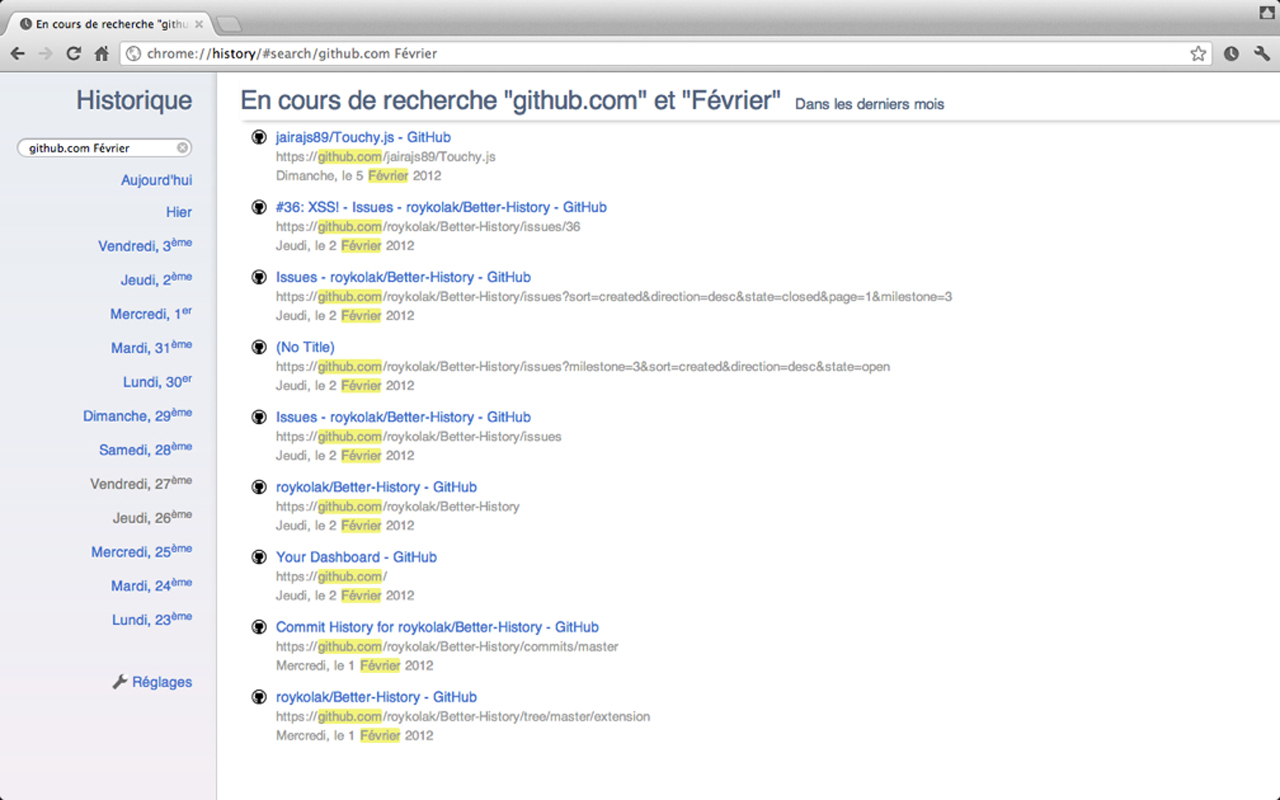 En cours de recherche "githu
chrome://history/#search/github.com Février
Historique
github.com Février
Aujourd'hui
Hier
Vendredi, 3ème
Jeudi, 2ème
Mercredi, 1er
Mardi, 31ème
Lundi, 30er
Dimanche, 29ème
Samedi, 28ème
Vendredi, 27ème
Jeudi, 26ème
Mercredi, 25ème
Mardi, 24ème
Lundi, 23ème
Réglages
En cours de recherche "github.com" et "Février" Dans les derniers mois
jairajs89/Touchy.js - GitHub
https://github.com/jairajs89/Touchy.js
Dimanche, le 5 Février 2012
#36: XSS! - Issues - roykolak/Better-History - GitHub
https://github.com/roykolak/Better-History/issues/36
Jeudi, le 2 Février 2012
Issues - roykolak/Better-History - GitHub
https://github.com/roykolak/Better-History/issues?sort=created&direction=desc&state=closed&page=1&milestone=3
Jeudi, le 2 Février 2012
(No Title)
https://github.com/roykolak/Better-History/issues?milestone=3&sort=created&direction=desc&state=open
Jeudi, le 2 Février 2012
Issues - roykolak/Better-History - GitHub
https://github.com/roykolak/Better-History/issues
Jeudi, le 2 Février 2012
roykolak/Better-History - GitHub
https://github.com/roykolak/Better-History
Jeudi, le 2 Février 2012
Your Dashboard - GitHub
https://github.com/
Jeudi, le 2 Février 2012
Commit History for roykolak/Better-History - GitHub
https://github.com/roykolak/Better-History/commits/master
Mercredi, le 1 Février 2012
roykolak/Better-History - GitHub
https://github.com/roykolak/Better-History/tree/master/extension
Mercredi, le 1 Février 2012